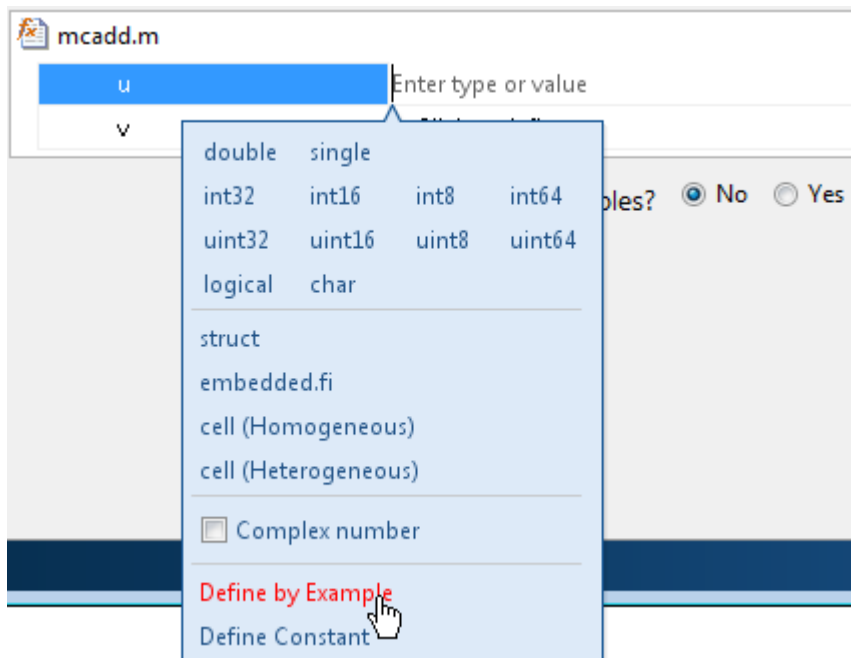 mcadd.m
u Enter type or value
v
double single
int32 int16 int8 int64
bles? No Yes
uint32 uint16 uint8 uint64
logical char
struct
embedded.fi
cell (Homogeneous)
cell (Heterogeneous)
Complex number
Define by Example
Define Constant